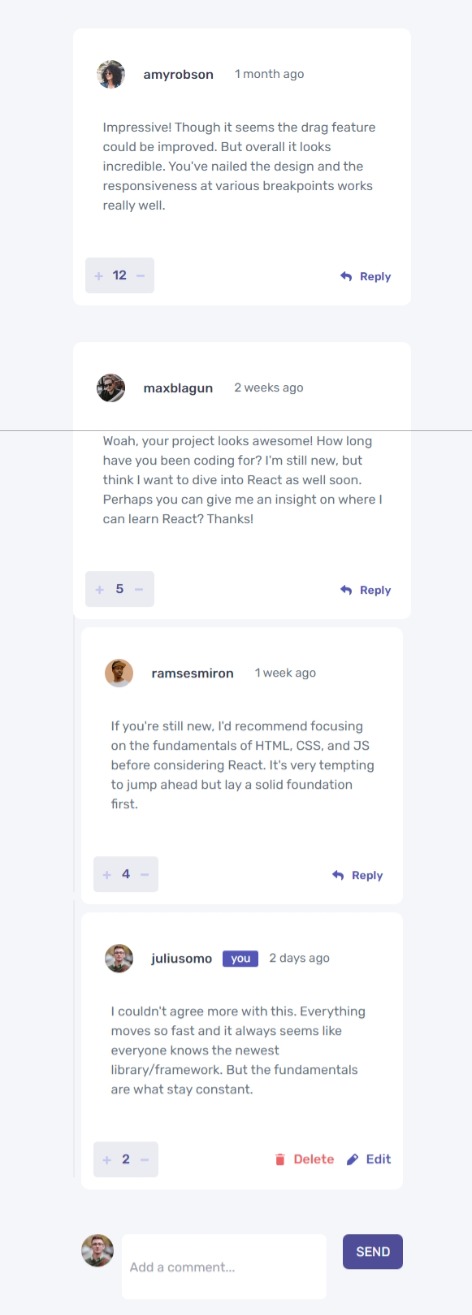 amyrobson 1 month ago
Impressive! Though it seems the drag feature
could be improved. But overall it looks
incredible. You've nailed the design and the
responsiveness at various breakpoints works
really well.
+ 12 −
Reply
maxblagun 2 weeks ago
Woah, your project looks awesome! How long
have you been coding for? I'm still new, but
think I want to dive into React as well soon.
Perhaps you can give me an insight on where I
can learn React? Thanks!
+ 5 −
Reply
ramsesmiron 1 week ago
If you're still new, I'd recommend focusing
on the fundamentals of HTML, CSS, and JS
before considering React. It's very tempting
to jump ahead but lay a solid foundation
first.
+ 4 −
Reply
juliusomo you 2 days ago
I couldn't agree more with this. Everything
moves so fast and it always seems like
everyone knows the newest
library/framework. But the fundamentals
are what stay constant.
+ 2 −
Delete Edit
Add a comment...
SEND